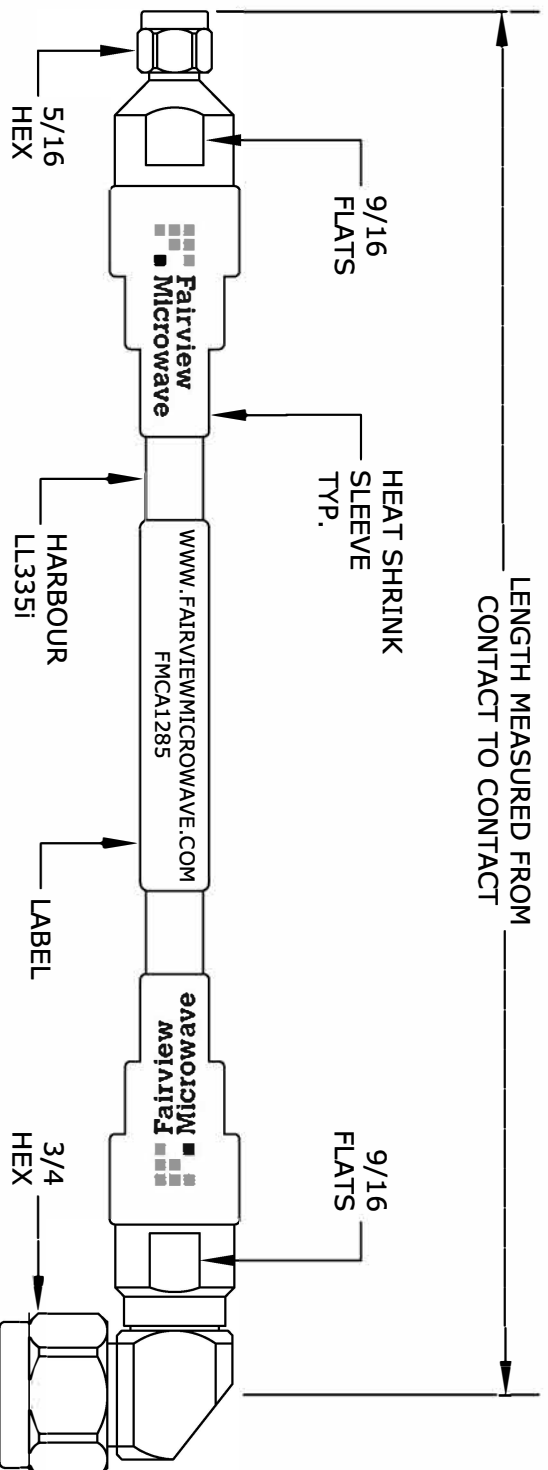 LENGTH MEASURED FROM
CONTACT TO CONTACT
9/16
FLATS
HEAT SHRINK
SLEEVE
TYP.
9/16
FLATS
Fairview
Microwave
WWW.FAIRVIEWMICROWAVE.COM
FMCA1285
Fairview
Microwave
5/16
HEX
HARBOUR
LL335i
LABEL
3/4
HEX